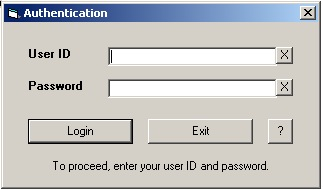 Authentication
User ID
X
Password
X
Login Exit ?
To proceed, enter your user ID and password.